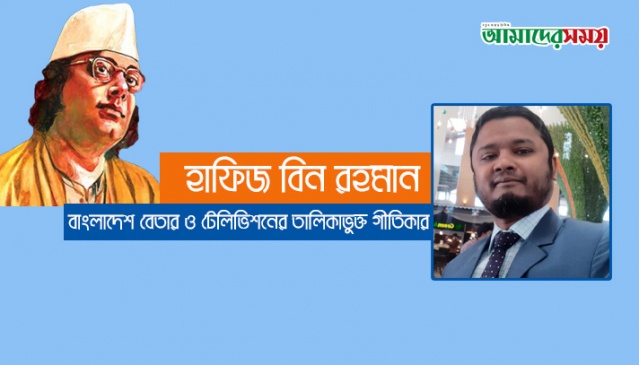 আমাদেরসময়
হাফিজ বিন রহমান
বাংলাদেশ বেতার ও টেলিভিশনের তালিকাভুক্ত গীতিকার